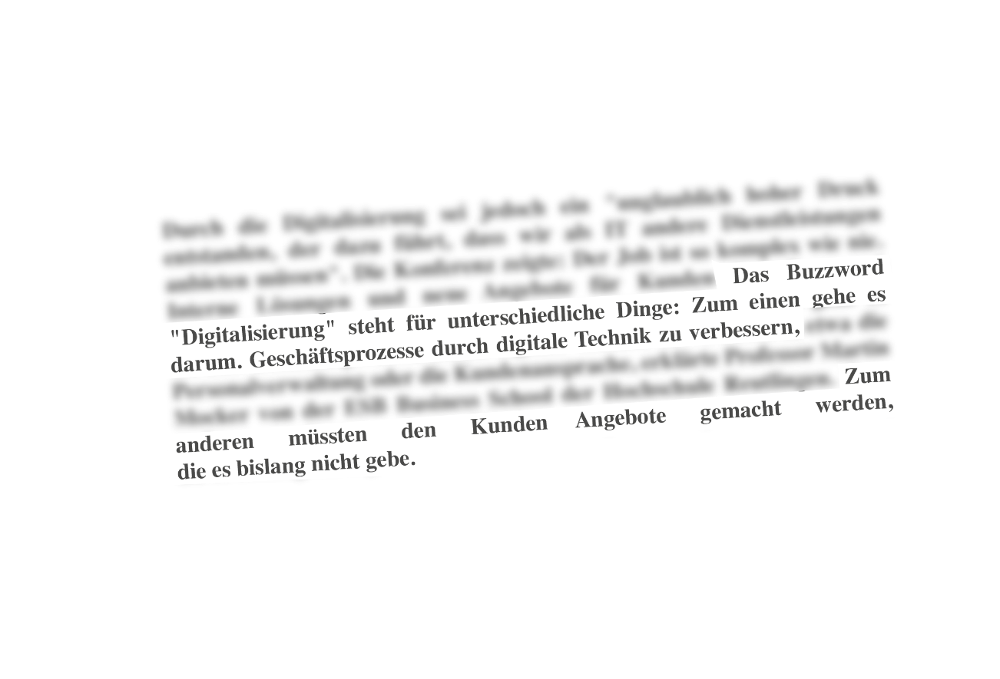 Durch die Digitalisierung sei jedoch ein "unglaublich hoher Druck
entstanden, der dazu führt, dass wir als IT andere Dienstleistungen
anbieten müssen". Die Konferenz zeigte: Der Job ist so komplex wie nie.
Interne Lösungen und neue Angebote für Kunden Das Buzzword
"Digitalisierung" steht für unterschiedliche Dinge: Zum einen gehe es
darum. Geschäftsprozesse durch digitale Technik zu verbessern, etwa die
Personalverwaltung oder die Kundenansprache, erklärte Professor Martin
Mocker von der ESB Business School der Hochschule Reutlingen. Zum
anderen müssten den Kunden Angebote gemacht werden,
die es bislang nicht gebe.